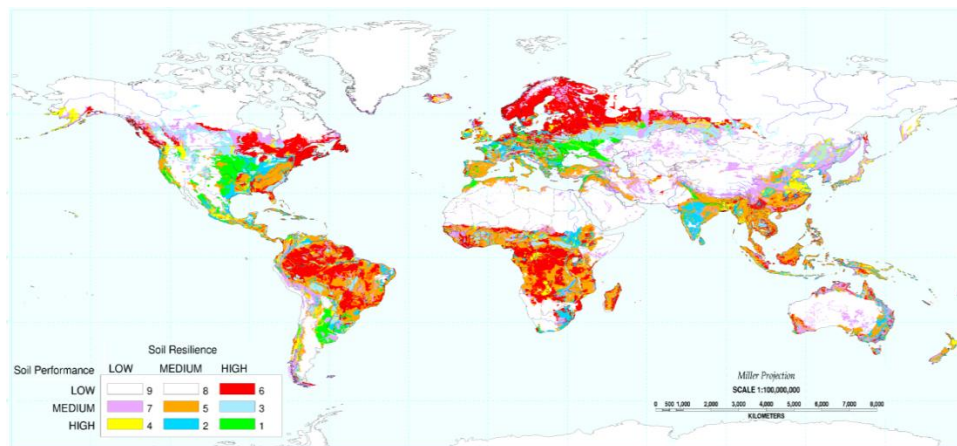 Soil Resilience
Soil Performance LOW MEDIUM HIGH
LOW 9 8 6
MEDIUM 7 5 3
HIGH 4 2 1
Miller Projection
SCALE 1:100,000,000
0 500 1,000 2,000 3,000 4,000 5,000 6,000 7,000 8,000
KILOMETERS